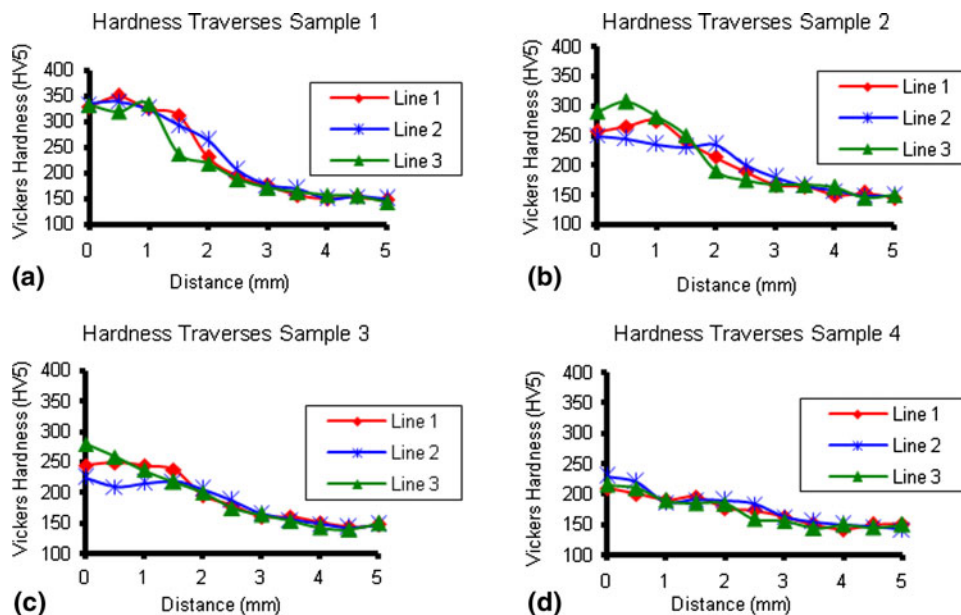 Hardness Traverses Sample 1
Vickers Hardness (HV5)
400
350
300
250
200
150
100
0 1 2 3 4 5
Distance (mm)
Line 1
Line 2
Line 3
(a)
Hardness Traverses Sample 2
Vickers Hardness (HV5)
400
350
300
250
200
150
100
0 1 2 3 4 5
Distance (mm)
Line 1
Line 2
Line 3
(b)
Hardness Traverses Sample 3
Vickers Hardness (HV5)
400
350
300
250
200
150
100
0 1 2 3 4 5
Distance (mm)
Line 1
Line 2
Line 3
(c)
Hardness Traverses Sample 4
Vickers Hardness (HV5)
400
350
300
250
200
150
100
0 1 2 3 4 5
Distance (mm)
Line 1
Line 2
Line 3
(d)